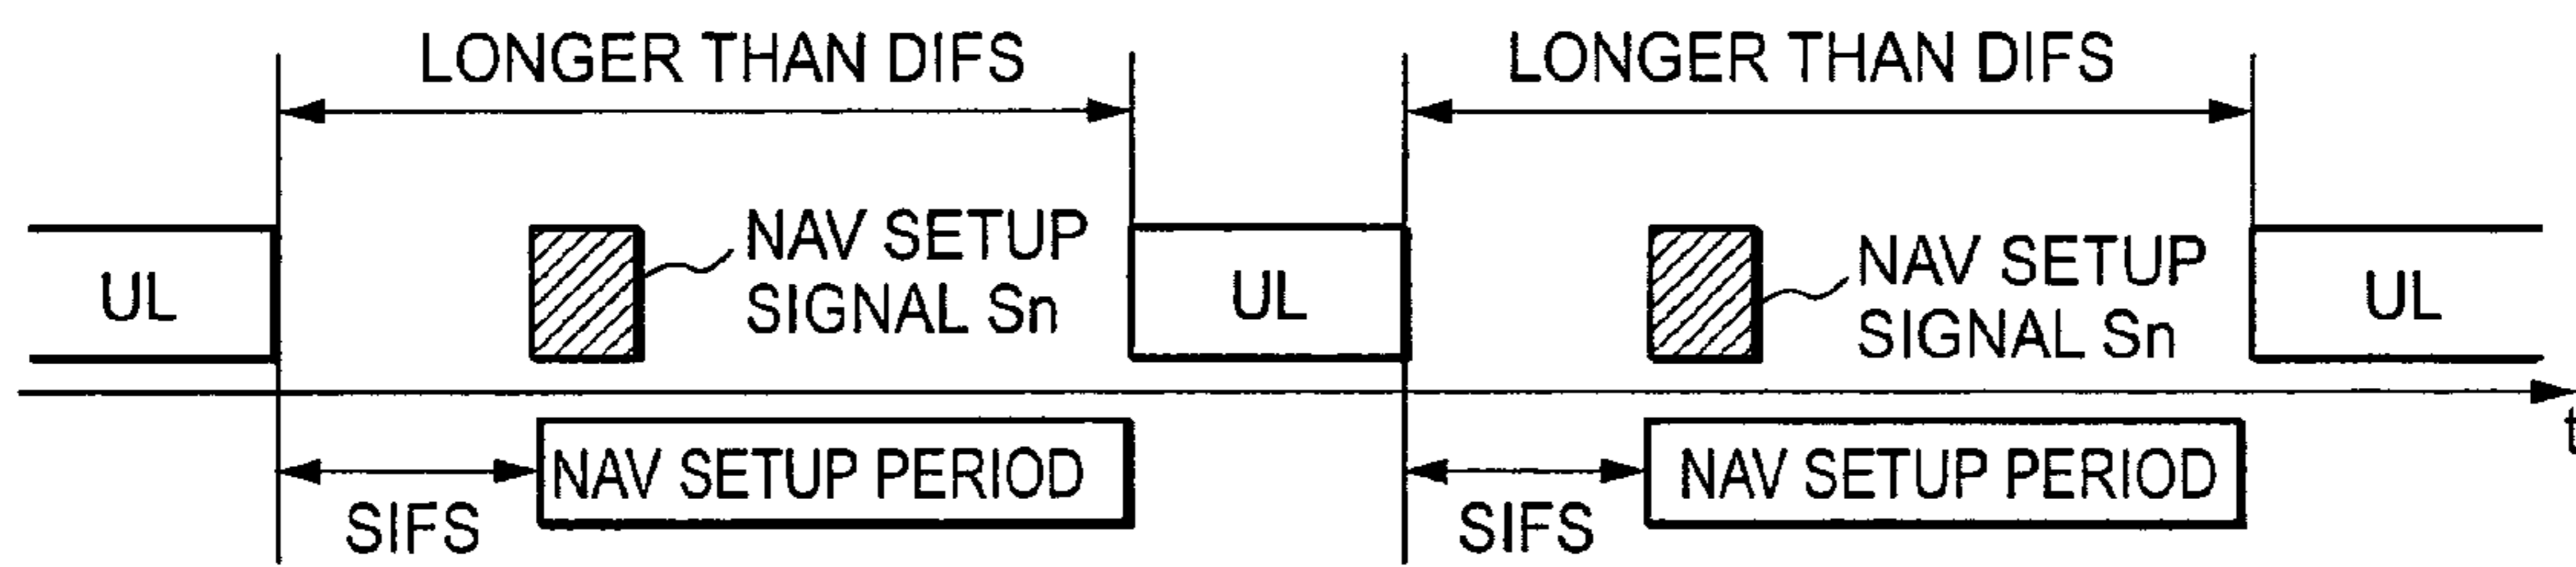 LONGER THAN DIFS
LONGER THAN DIFS
UL
NAV SETUP
SIGNAL Sn
UL
NAV SETUP
SIGNAL Sn
UL
t
NAV SETUP PERIOD
NAV SETUP PERIOD
SIFS
SIFS